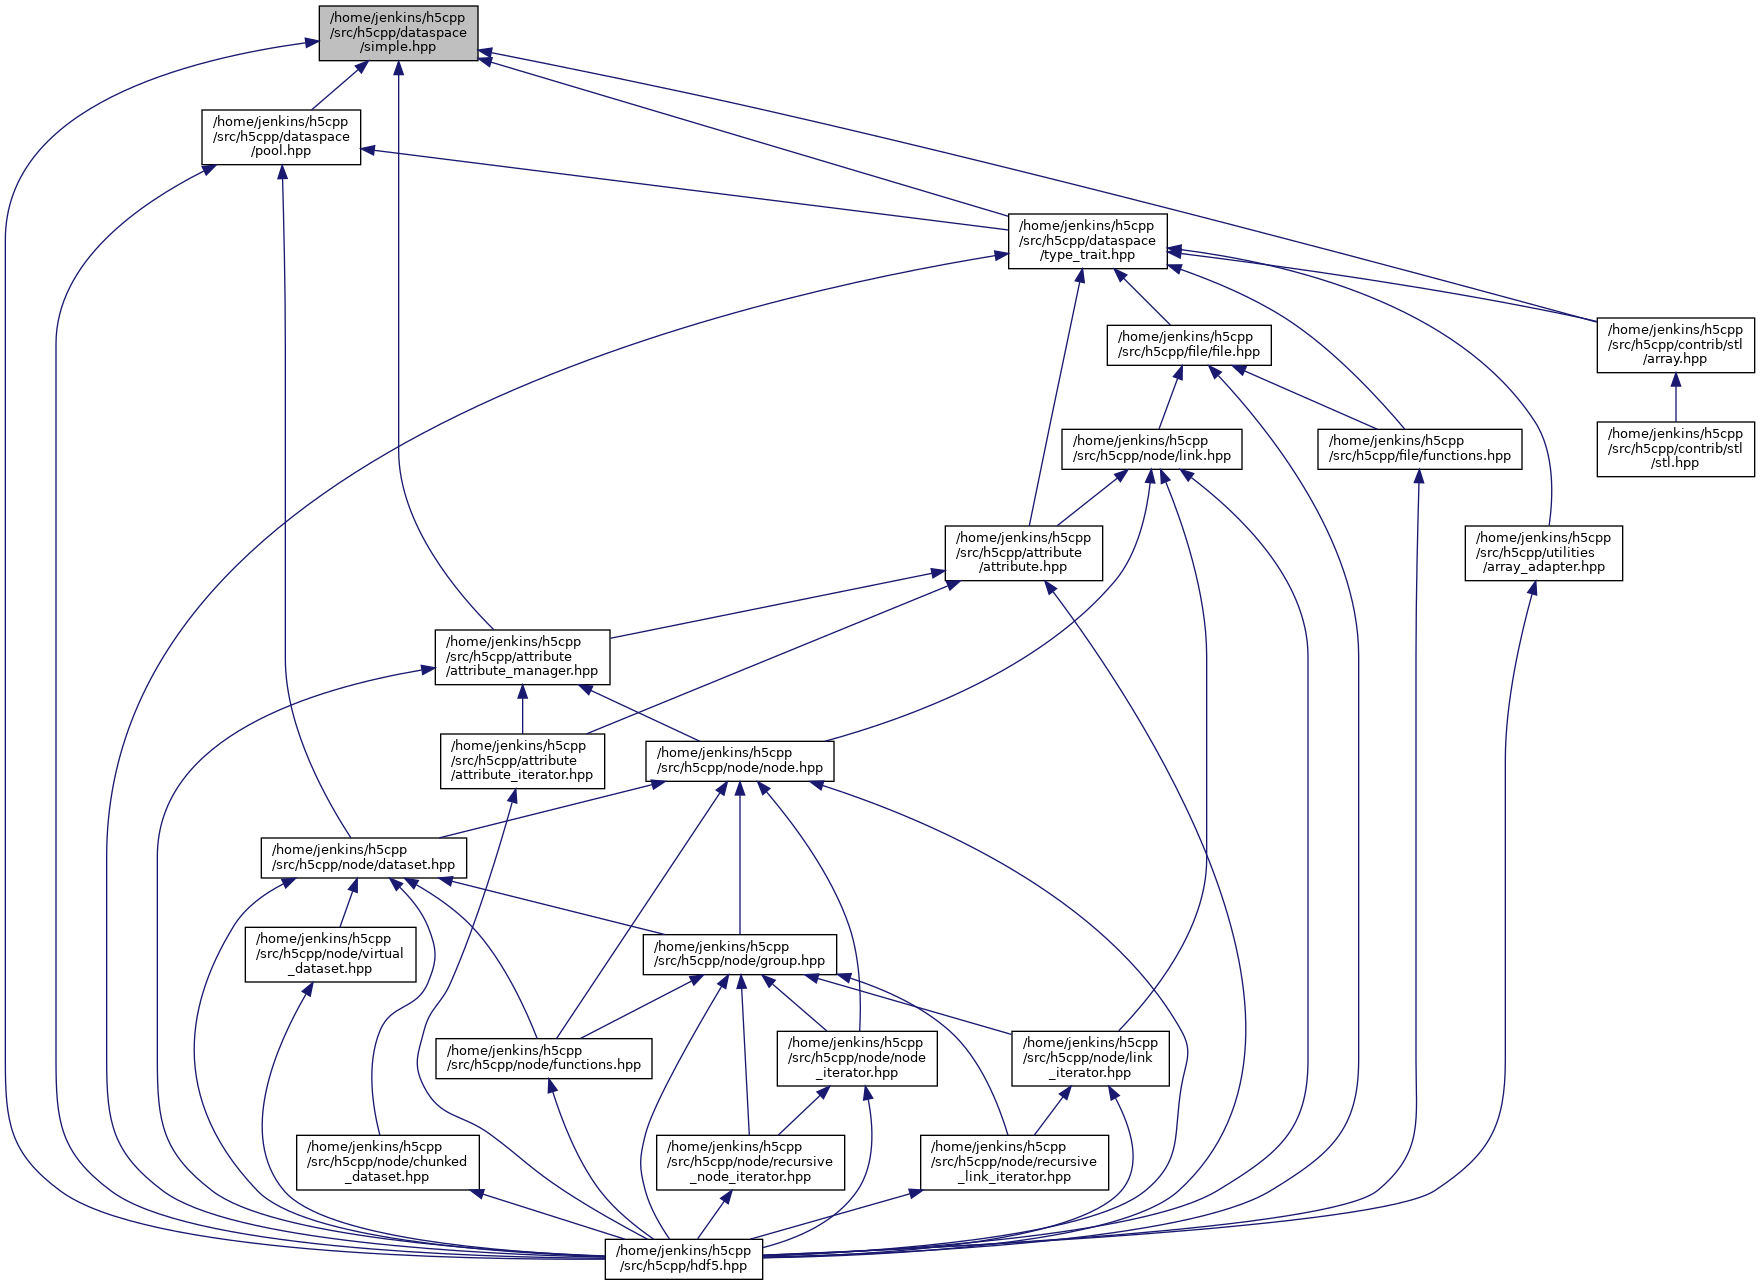 /home/jenkins/h5cpp
/src/h5cpp/dataspace
/simple.hpp
/home/jenkins/h5cpp
/src/h5cpp/dataspace
/pool.hpp
/home/jenkins/h5cpp
/src/h5cpp/dataspace
/type_trait.hpp
/home/jenkins/h5cpp
/src/h5cpp/file/file.hpp
/home/jenkins/h5cpp
/src/h5cpp/contrib/stl
/array.hpp
/home/jenkins/h5cpp
/src/h5cpp/node/link.hpp
/home/jenkins/h5cpp
/src/h5cpp/file/functions.hpp
/home/jenkins/h5cpp
/src/h5cpp/contrib/stl
/stl.hpp
/home/jenkins/h5cpp
/src/h5cpp/attribute
/attribute.hpp
/home/jenkins/h5cpp
/src/h5cpp/utilities
/array_adapter.hpp
/home/jenkins/h5cpp
/src/h5cpp/attribute
/attribute_manager.hpp
/home/jenkins/h5cpp
/src/h5cpp/attribute
/attribute_iterator.hpp
/home/jenkins/h5cpp
/src/h5cpp/node/node.hpp
/home/jenkins/h5cpp
/src/h5cpp/node/dataset.hpp
/home/jenkins/h5cpp
/src/h5cpp/node/virtual
_dataset.hpp
/home/jenkins/h5cpp
/src/h5cpp/node/group.hpp
/home/jenkins/h5cpp
/src/h5cpp/node/functions.hpp
/home/jenkins/h5cpp
/src/h5cpp/node/node
_iterator.hpp
/home/jenkins/h5cpp
/src/h5cpp/node/link
_iterator.hpp
/home/jenkins/h5cpp
/src/h5cpp/node/chunked
_dataset.hpp
/home/jenkins/h5cpp
/src/h5cpp/node/recursive
_node_iterator.hpp
/home/jenkins/h5cpp
/src/h5cpp/node/recursive
_link_iterator.hpp
/home/jenkins/h5cpp
/src/h5cpp/hdf5.hpp